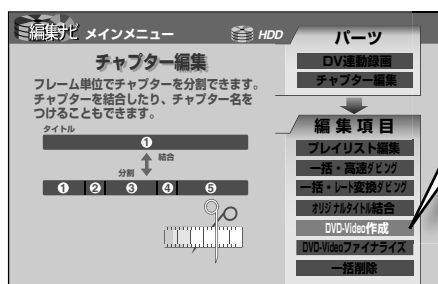 編集ナビ メインメニュー
HDD
チャプター編集
フレーム単位でチャプターを分割できます。
チャプターを結合したり、チャプター名を
つけることもできます。
タイトル
❶
結合
分割
❶ ❷ ❸ ❹ ❺
パーツ
DV連動録画
チャプター編集
編集項目
プレイリスト編集
一括・高速ダビング
一括・レート変換ダビング
オリジナルタイトル結合
DVD-Video作成
DVD-Videoファイナライズ
一括削除